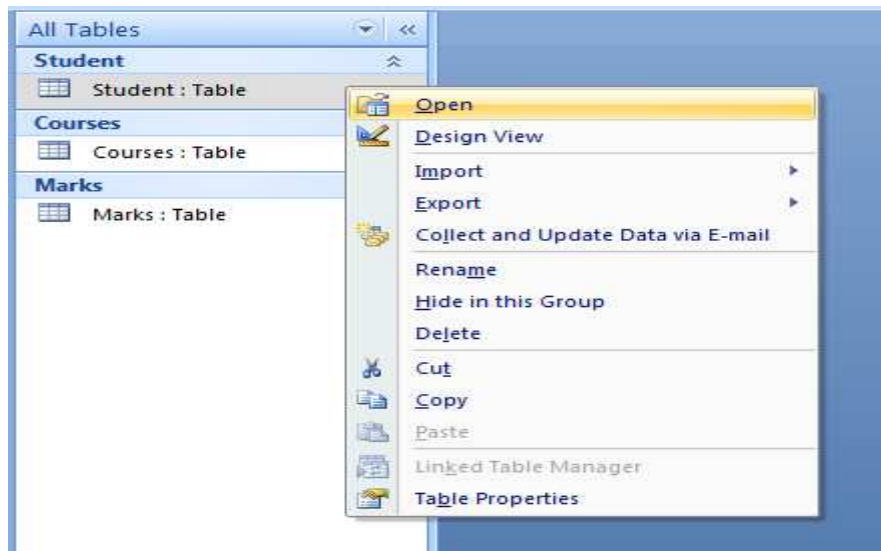 All Tables
Student
Student : Table
Courses
Courses : Table
Marks
Marks : Table
Open
Design View
Import
Export
Collect and Update Data via E-mail
Rename
Hide in this Group
Delete
Cut
Copy
Paste
Linked Table Manager
Table Properties